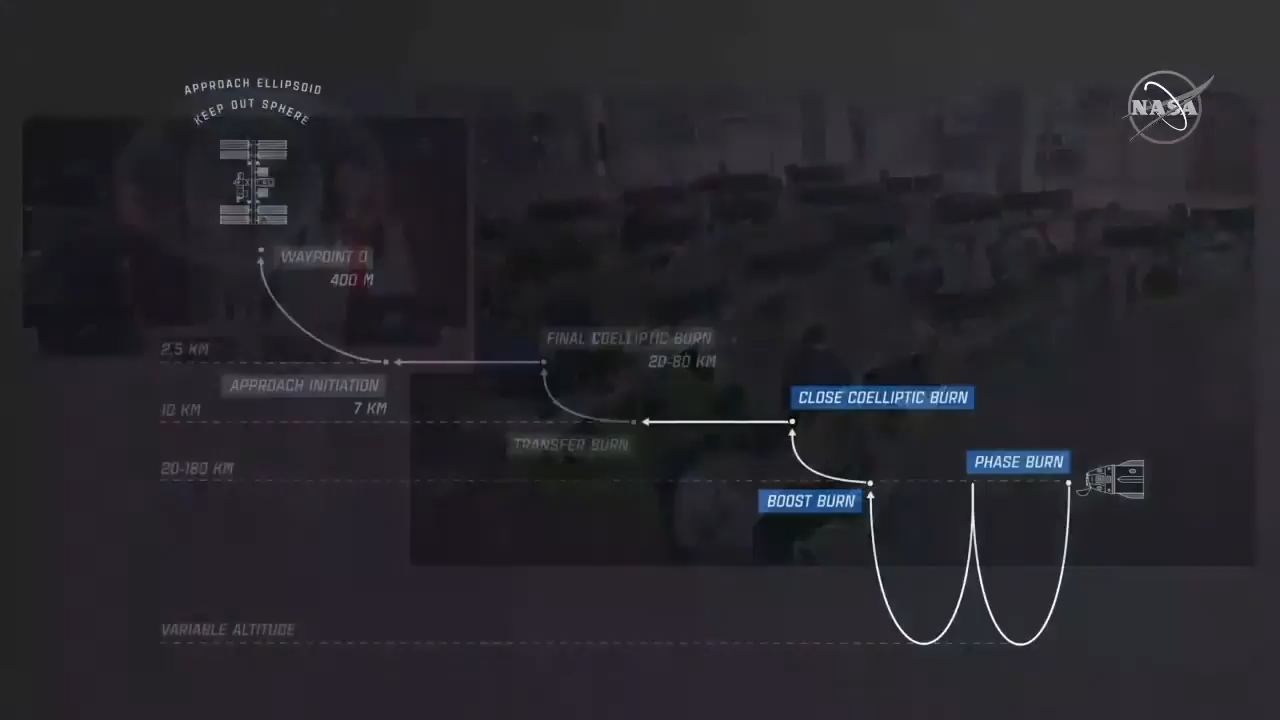 APPROACH ELLIPSOID
KEEP OUT SPHERE
NASA
WAYPOINT 0
400 M
2.5 KM
FINAL COELLIPTIC BURN
20-80 KM
APPROACH INITIATION
7 KM
10 KM
CLOSE COELLIPTIC BURN
TRANSFER BURN
20-180 KM
PHASE BURN
BOOST BURN
VARIABLE ALTITUDE